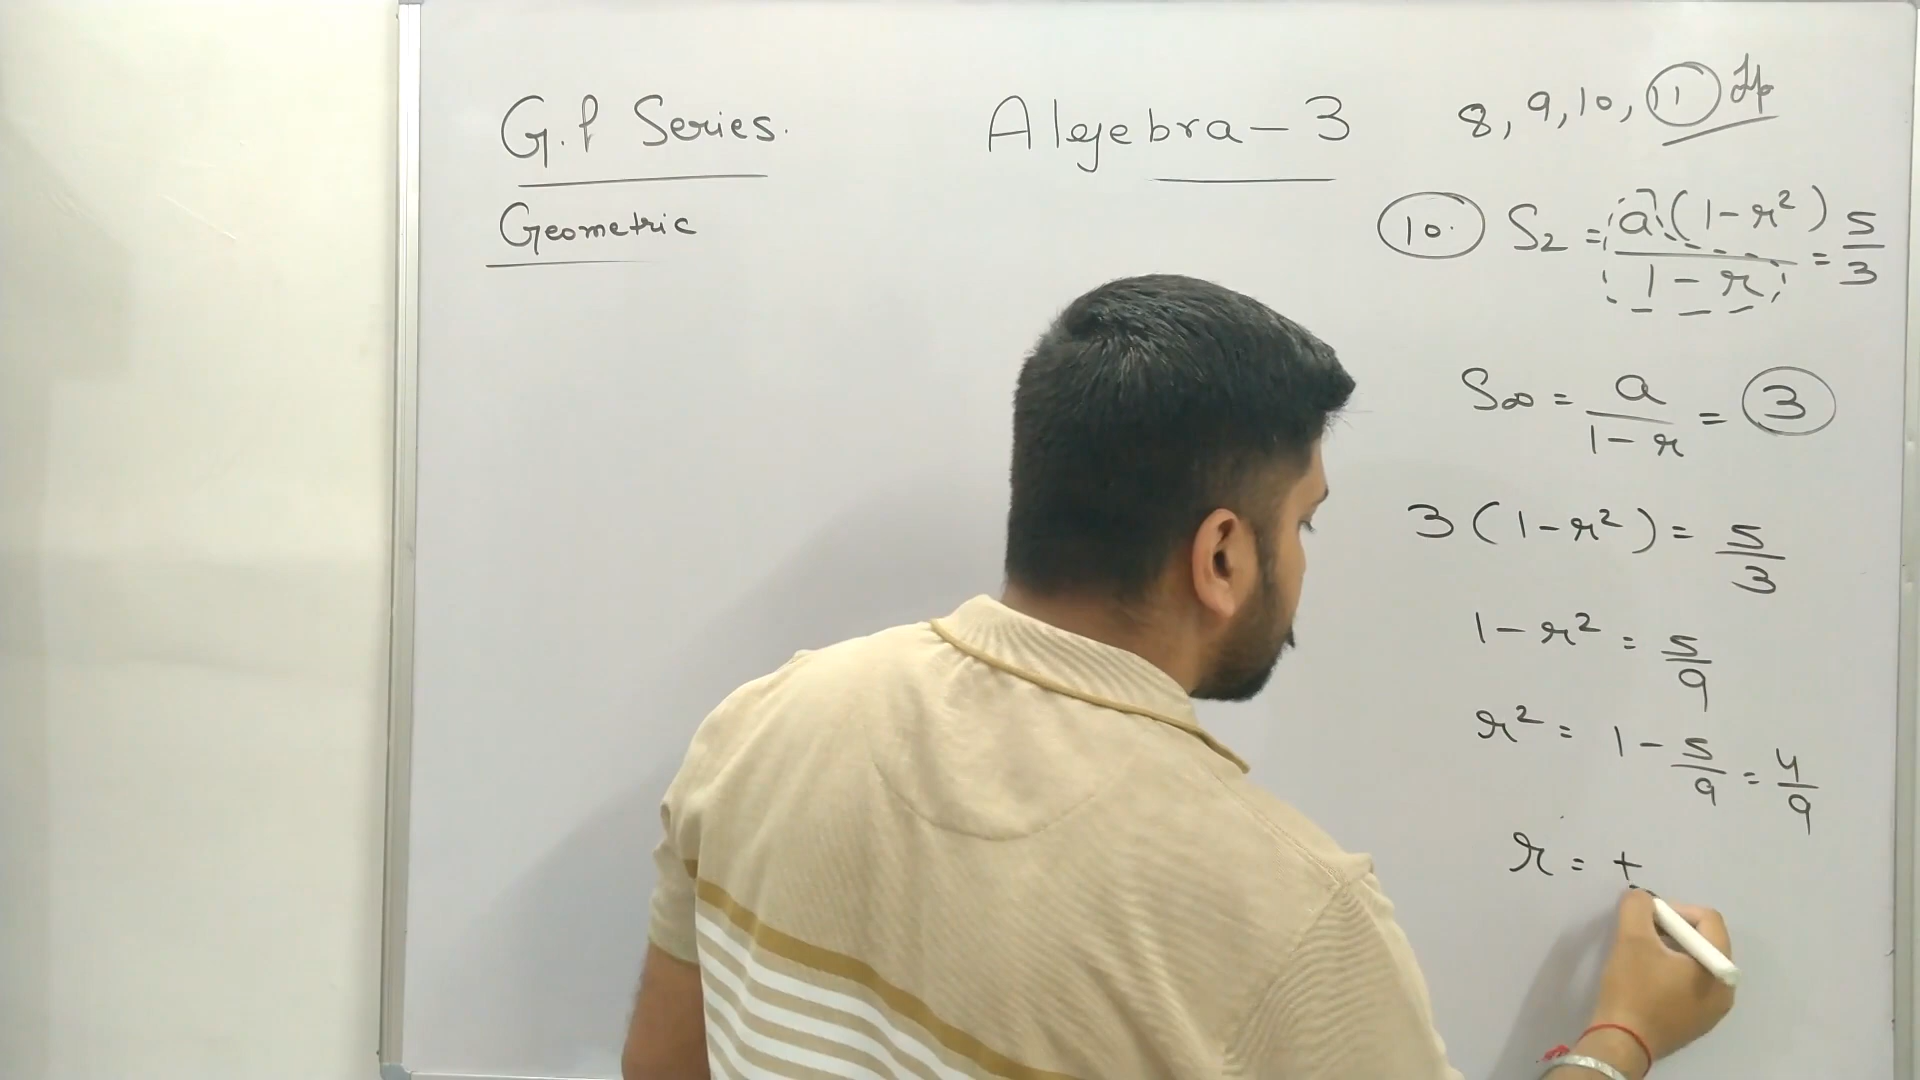 G.P Series.
Geometric
Algebra-3
8, 9, 10, 11
10. S₂ = a(1-r²)/1-r = 5/3
S∞ = a/1-r = 3
3(1-r²) = 5/3
1-r² = 5/9
r² = 1-5/9 = 4/9
r = ±